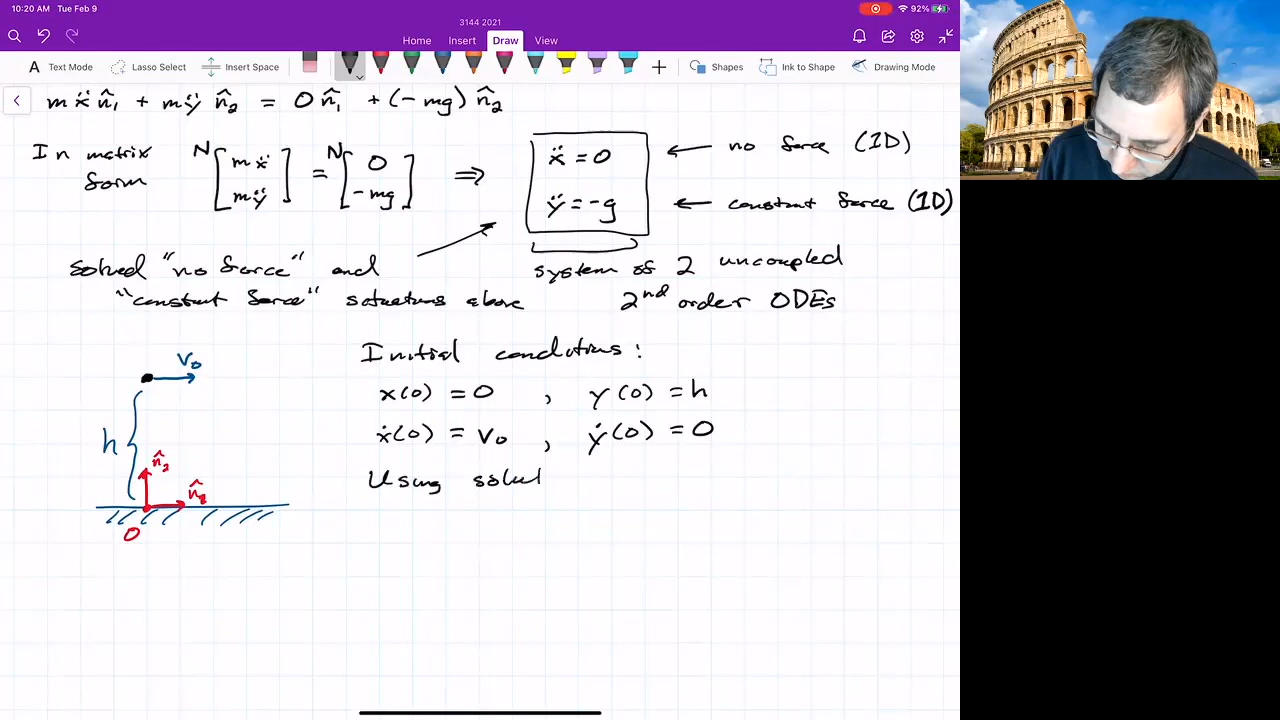 10:20 AM Tue Feb 9
92%
3144 2021
Home Insert Draw View
Text Mode Lasso Select Insert Space Shapes Ink to Shape Drawing Mode
mẍ n̂₁ + mÿ n̂₂ = 0 n̂₁ + (-mg) n̂₂
In matrix form
N[mẍ mÿ] = N[0 -mg] ⇒
ẍ = 0 ← no force (1D)
ÿ = -g ← constant force (1D)
solved "no force" and
"constant force" situations above
system of 2 uncoupled
2nd order ODEs
v₀
h
n̂₂
n̂₁
O
Initial conditions:
x(0) = 0 , y(0) = h
ẋ(0) = v₀ , ẏ(0) = 0
Using solut